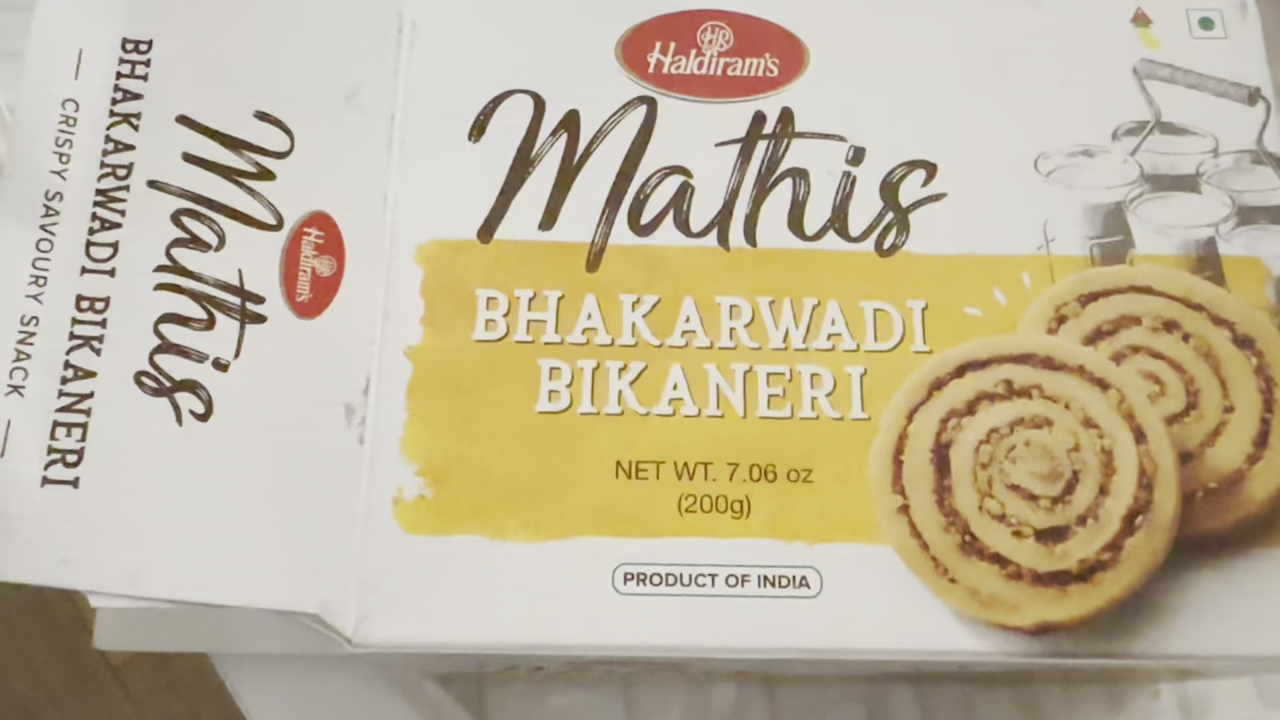 Haldiram's
Mathis
BHAKARWADI
BIKANERI
NET WT. 7.06 oz
(200g)
PRODUCT OF INDIA
Haldiram's
Mathis
BHAKARWADI BIKANERI
— CRISPY SAVOURY SNACK —